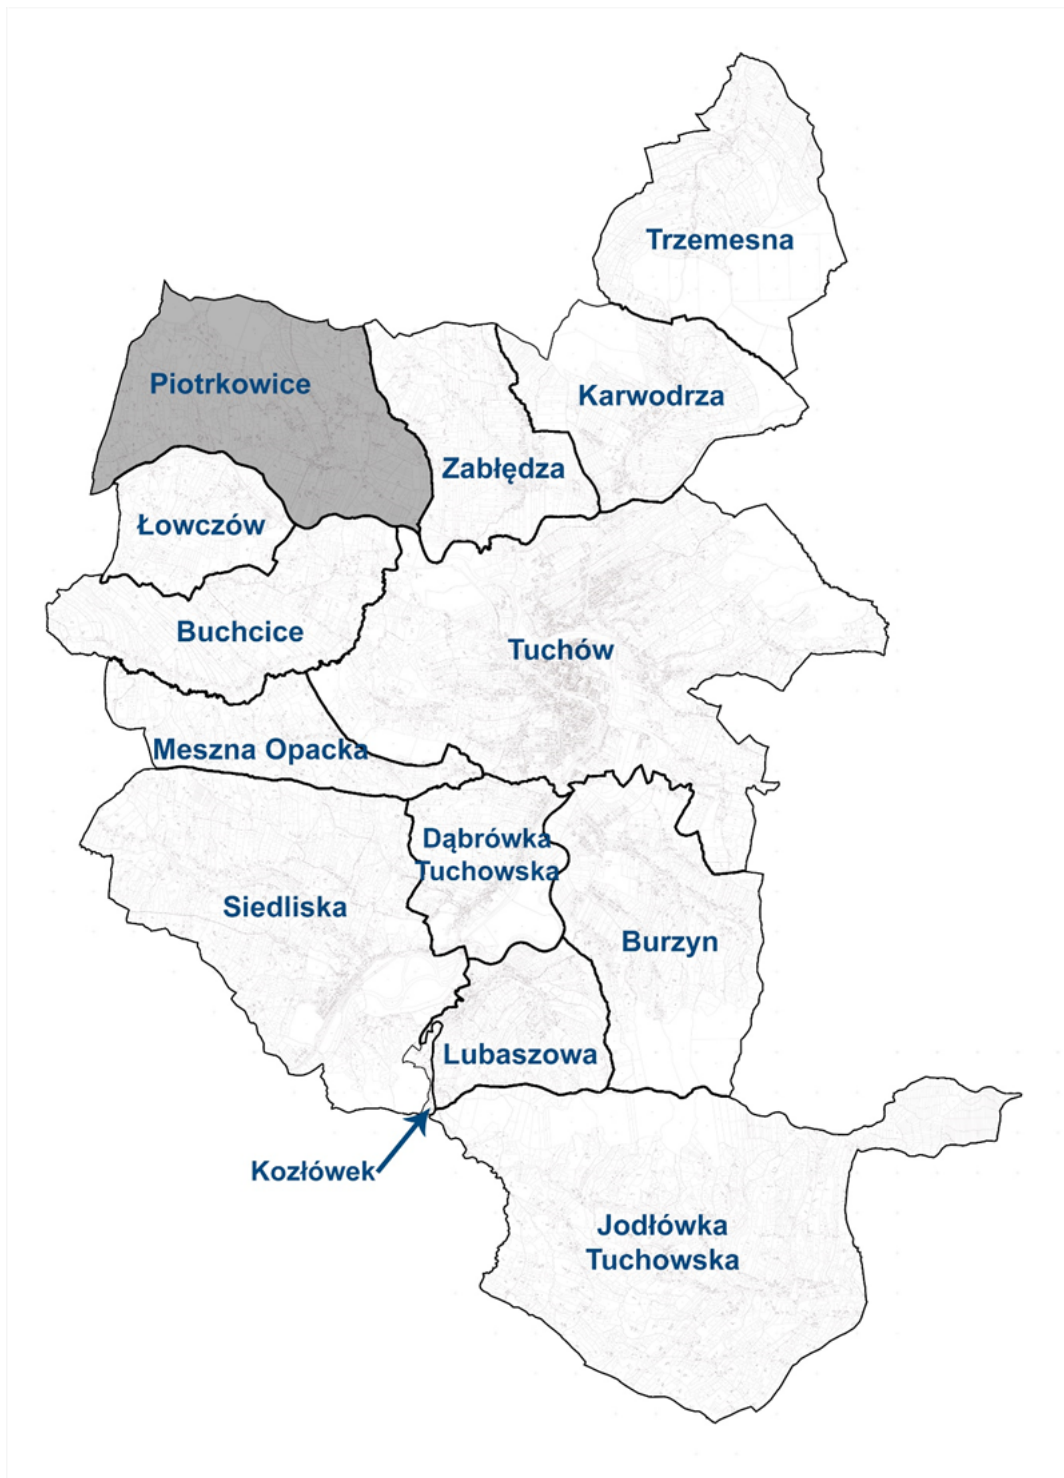 Trzemesna
Piotrkowice
Karwodrza
Zabłędza
Łowczów
Buchcice
Tuchów
Meszna Opacka
Dąbrówka
Tuchowska
Siedliska
Burzyn
Lubaszowa
Kozłówek
Jodłówka
Tuchowska